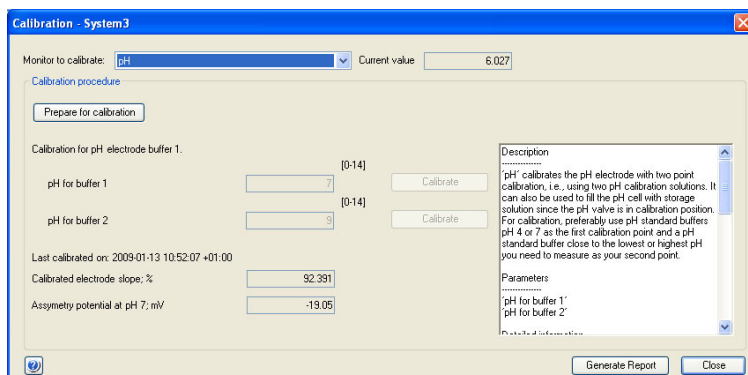 Calibration - System3
Monitor to calibrate: pH Current value 6.027
Calibration procedure
Prepare for calibration
Calibration for pH electrode buffer 1.
[0-14]
pH for buffer 1 7 Calibrate
[0-14]
pH for buffer 2 9 Calibrate
Last calibrated on: 2009-01-13 10:52:07 +01:00
Calibrated electrode slope; % 92.391
Assymetry potential at pH 7; mV -19.05
Description
---------------
'pH' calibrates the pH electrode with two point
calibration, i.e., using two pH calibration solutions. It
can also be used to fill the pH cell with storage
solution since the pH valve is in calibration position.
For calibration, preferably use pH standard buffers
pH 4 or 7 as the first calibration point and a pH
standard buffer close to the lowest or highest pH
you need to measure as your second point.
Parameters
---------------
'pH for buffer 1'
'pH for buffer 2'
Detailed information
Generate Report Close